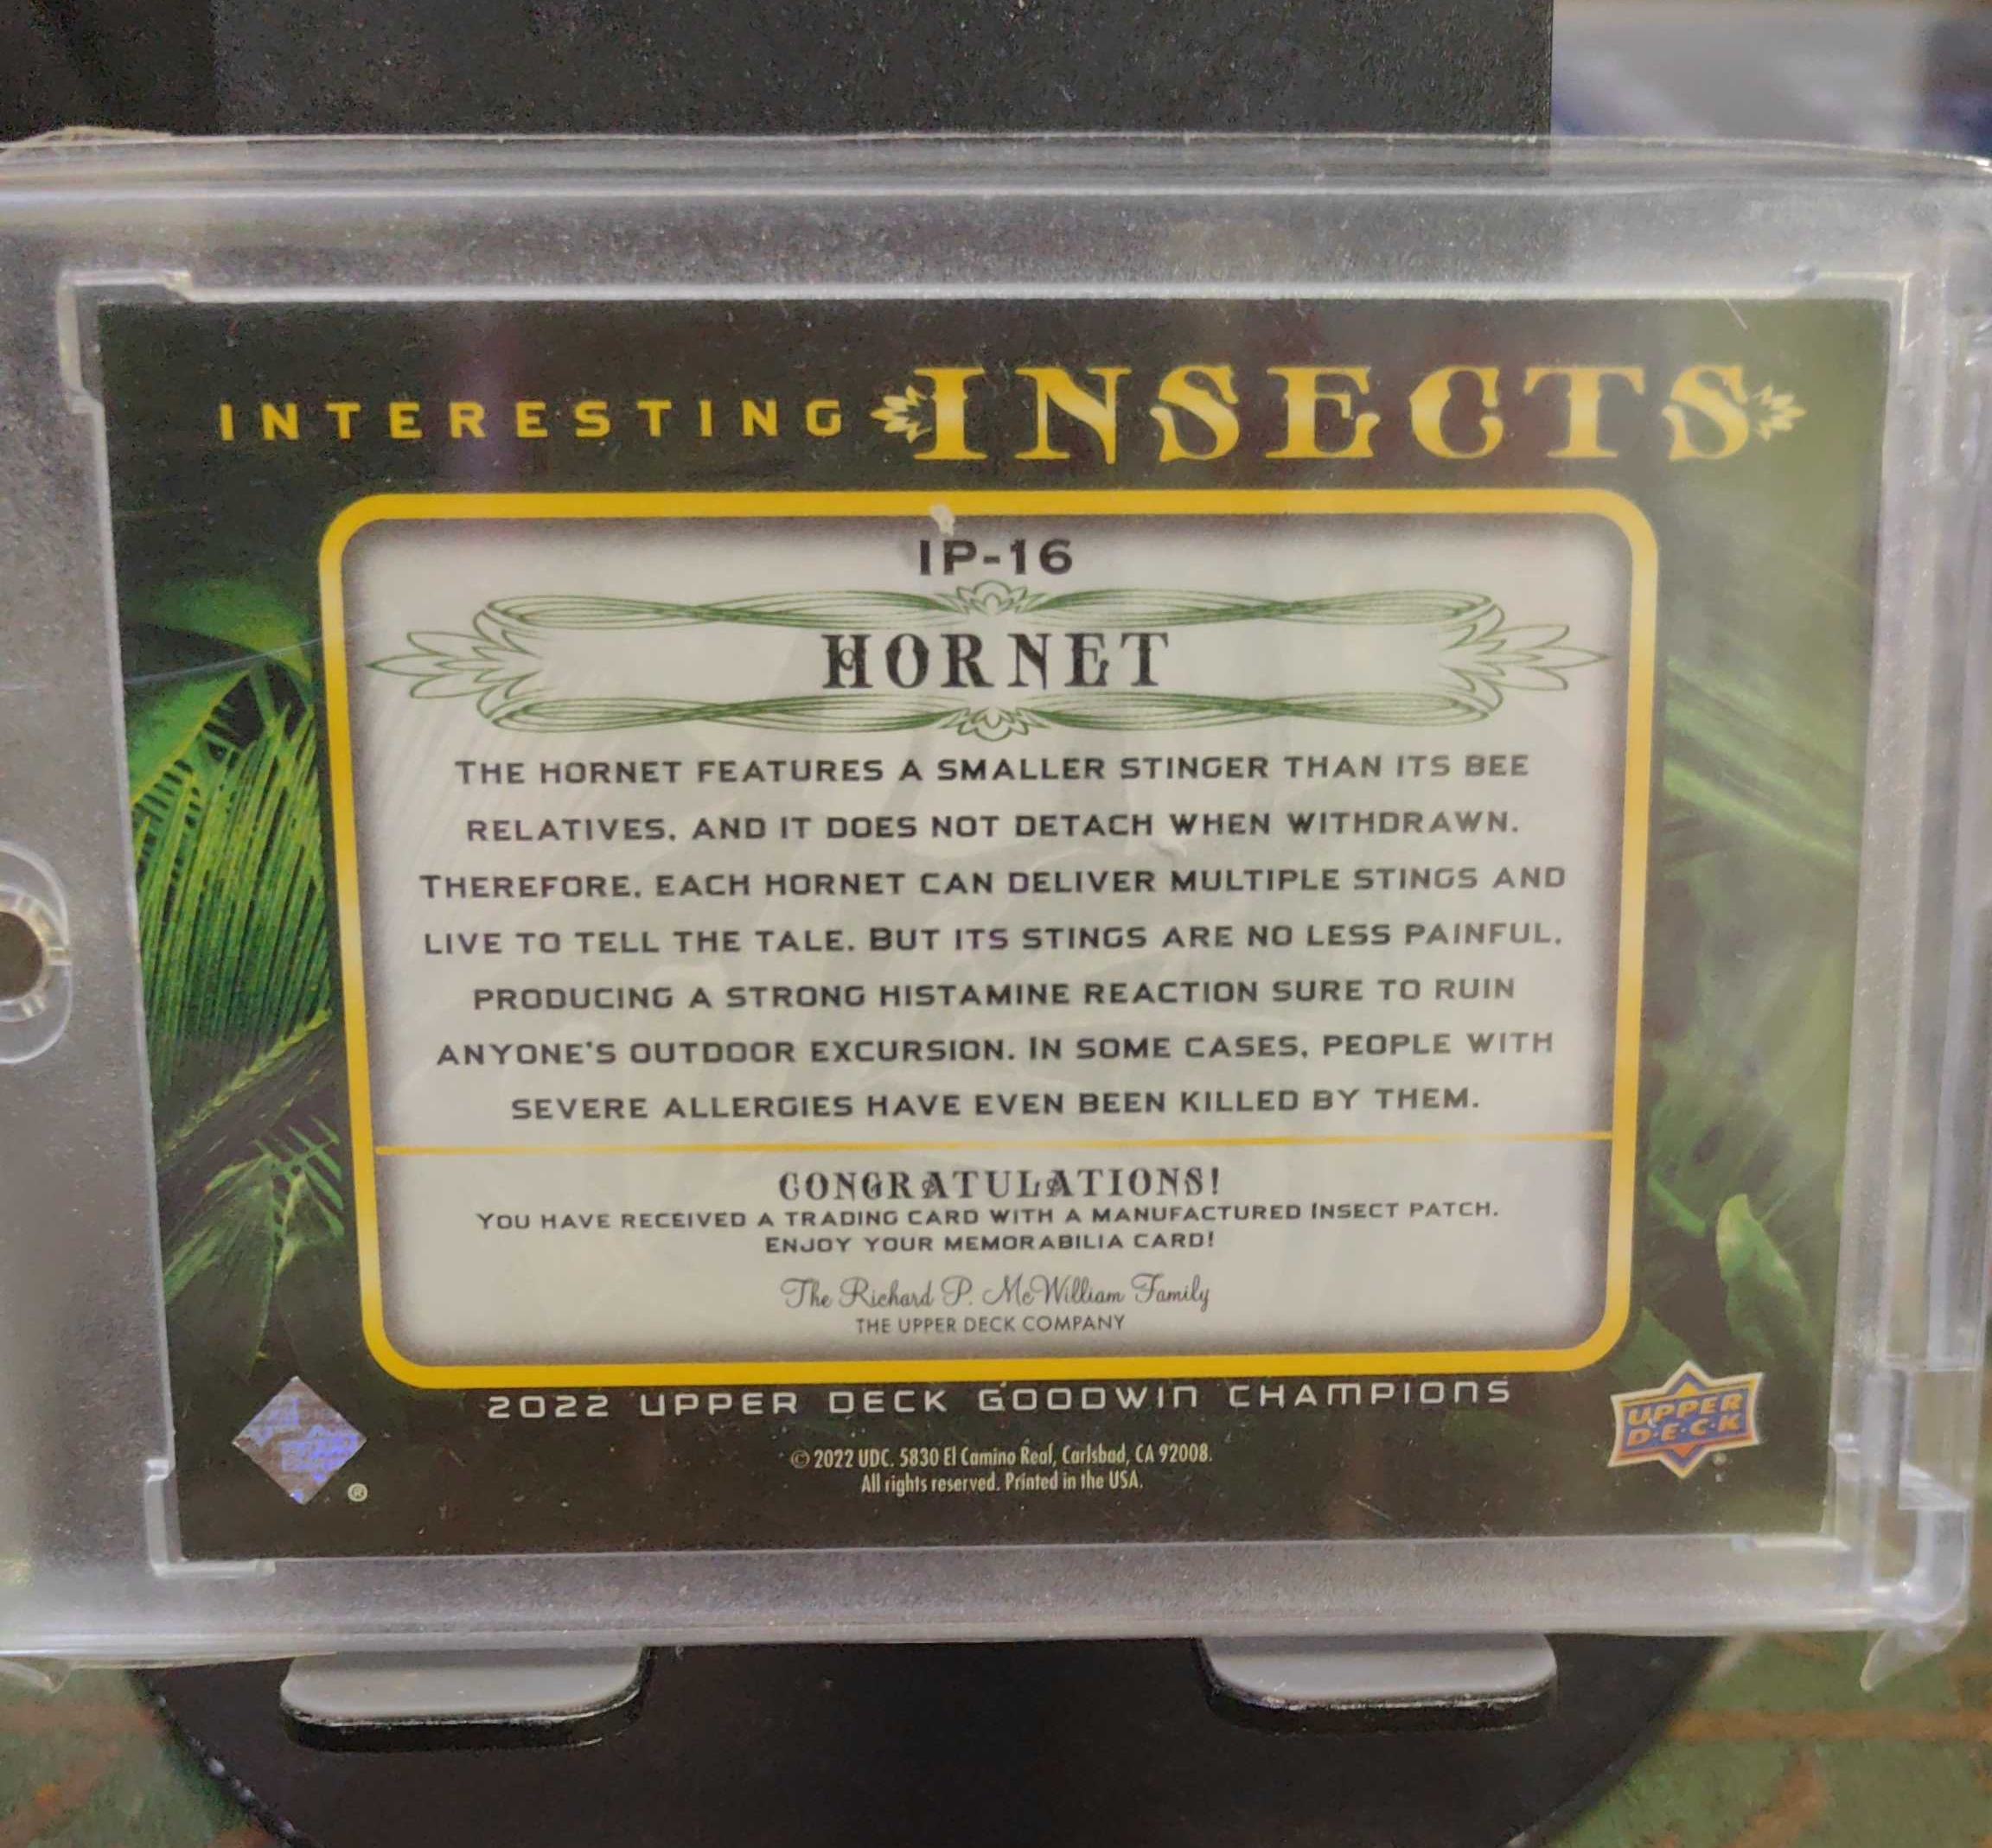 INTERESTING INSECTS
IP-16
HORNET
THE HORNET FEATURES A SMALLER STINGER THAN ITS BEE
RELATIVES, AND IT DOES NOT DETACH WHEN WITHDRAWN.
THEREFORE, EACH HORNET CAN DELIVER MULTIPLE STINGS AND
LIVE TO TELL THE TALE. BUT ITS STINGS ARE NO LESS PAINFUL,
PRODUCING A STRONG HISTAMINE REACTION SURE TO RUIN
ANYONE'S OUTDOOR EXCURSION. IN SOME CASES, PEOPLE WITH
SEVERE ALLERGIES HAVE EVEN BEEN KILLED BY THEM.
CONGRATULATIONS!
YOU HAVE RECEIVED A TRADING CARD WITH A MANUFACTURED INSECT PATCH.
ENJOY YOUR MEMORABILIA CARD!
The Richard P. McWilliam Family
THE UPPER DECK COMPANY
2022 UPPER DECK GOODWIN CHAMPIONS
© 2022 UDC. 5830 El Camino Real, Carlsbad, CA 92008.
All rights reserved. Printed in the USA.
®
UPPER
D·E·C·K